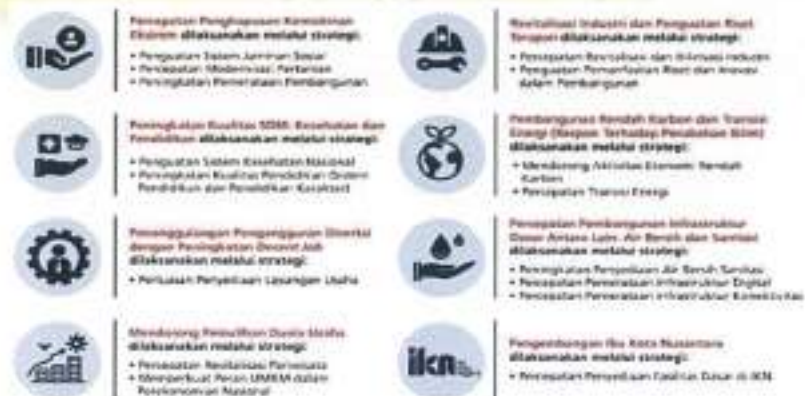 Percepatan Penghapusan Kemiskinan
Ekstrem dilaksanakan melalui strategi:
• Penguatan Sistem Jaminan Sosial
• Percepatan Modernisasi Pertanian
• Peningkatan Pemerataan Pembangunan
Peningkatan Kualitas SDM: Kesehatan dan
Pendidikan dilaksanakan melalui strategi:
• Penguatan Sistem Kesehatan Nasional
• Peningkatan Kualitas Pendidikan
Pendidikan dan Pendidikan Karakter)
Penanggulangan Pengangguran Disertai
dengan Peningkatan Decent Job
dilaksanakan melalui strategi:
• Perluasan Penyediaan Lapangan Usaha
Mendorong Pemulihan Dunia Usaha
dilaksanakan melalui strategi:
• Percepatan Revitalisasi Pariwisata
• Memperkuat Peran UMKM dalam
Perekonomian Nasional
Revitalisasi Industri dan Penguatan Riset
Terapan dilaksanakan melalui strategi:
• Percepatan Revitalisasi dan Hilirisasi Industri
• Penguatan Pemanfaatan Riset dan Inovasi
dalam Pembangunan
Pembangunan Rendah Karbon dan Transisi
Energi (Respon Terhadap Perubahan Iklim)
dilaksanakan melalui strategi:
• Mendorong Aktivitas Ekonomi Rendah
Karbon
• Percepatan Transisi Energi
Percepatan Pembangunan Infrastruktur
Dasar Antara Lain: Air Bersih dan Sanitasi
dilaksanakan melalui strategi:
• Peningkatan Penyediaan Air Bersih Sanitasi
• Percepatan Pemerataan Infrastruktur Digital
• Percepatan Pemerataan Infrastruktur Konektivitas
ikn
Pengembangan Ibu Kota Nusantara
dilaksanakan melalui strategi:
• Percepatan Penyediaan Fasilitas Dasar di IKN